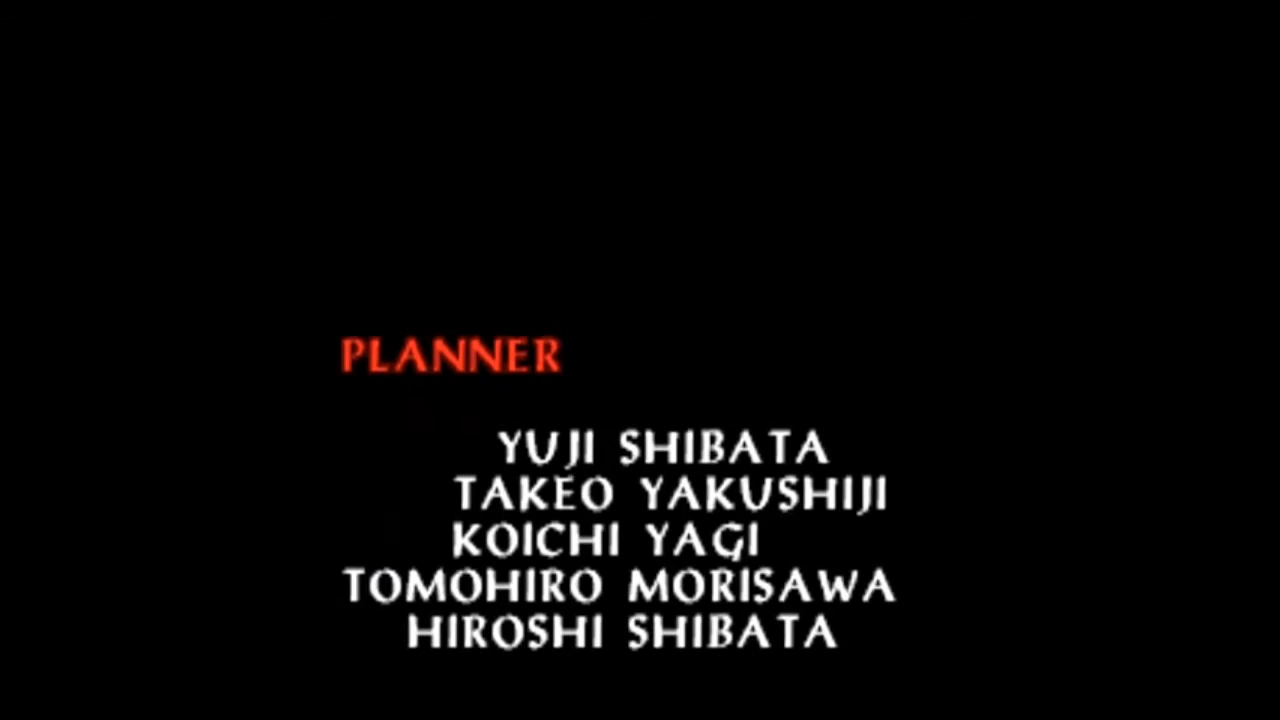 PLANNER
YUJI SHIBATA
TAKEO YAKUSHIJI
KOICHI YAGI
TOMOHIRO MORISAWA
HIROSHI SHIBATA